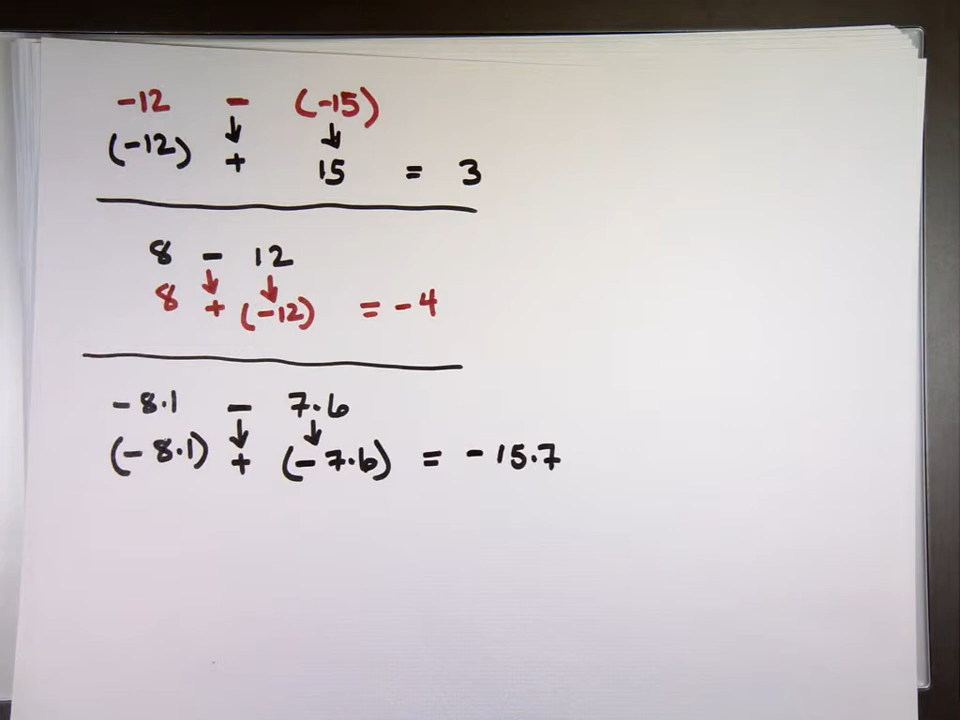 -12 - (-15)
(-12) + 15 = 3
8 - 12
8 + (-12) = -4
-8.1 - 7.6
(-8.1) + (-7.6) = -15.7